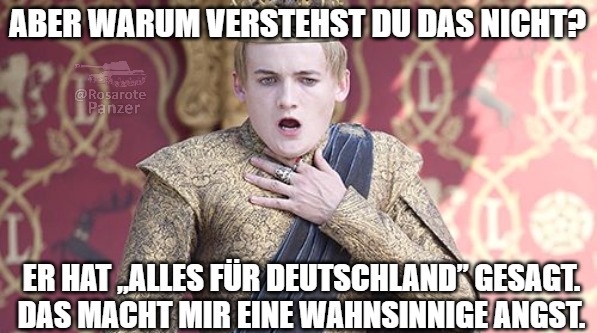 ABER WARUM VERSTEHST DU DAS NICHT?
@Rosarote
Panzer
ER HAT „ALLES FÜR DEUTSCHLAND” GESAGT.
DAS MACHT MIR EINE WAHNSINNIGE ANGST.